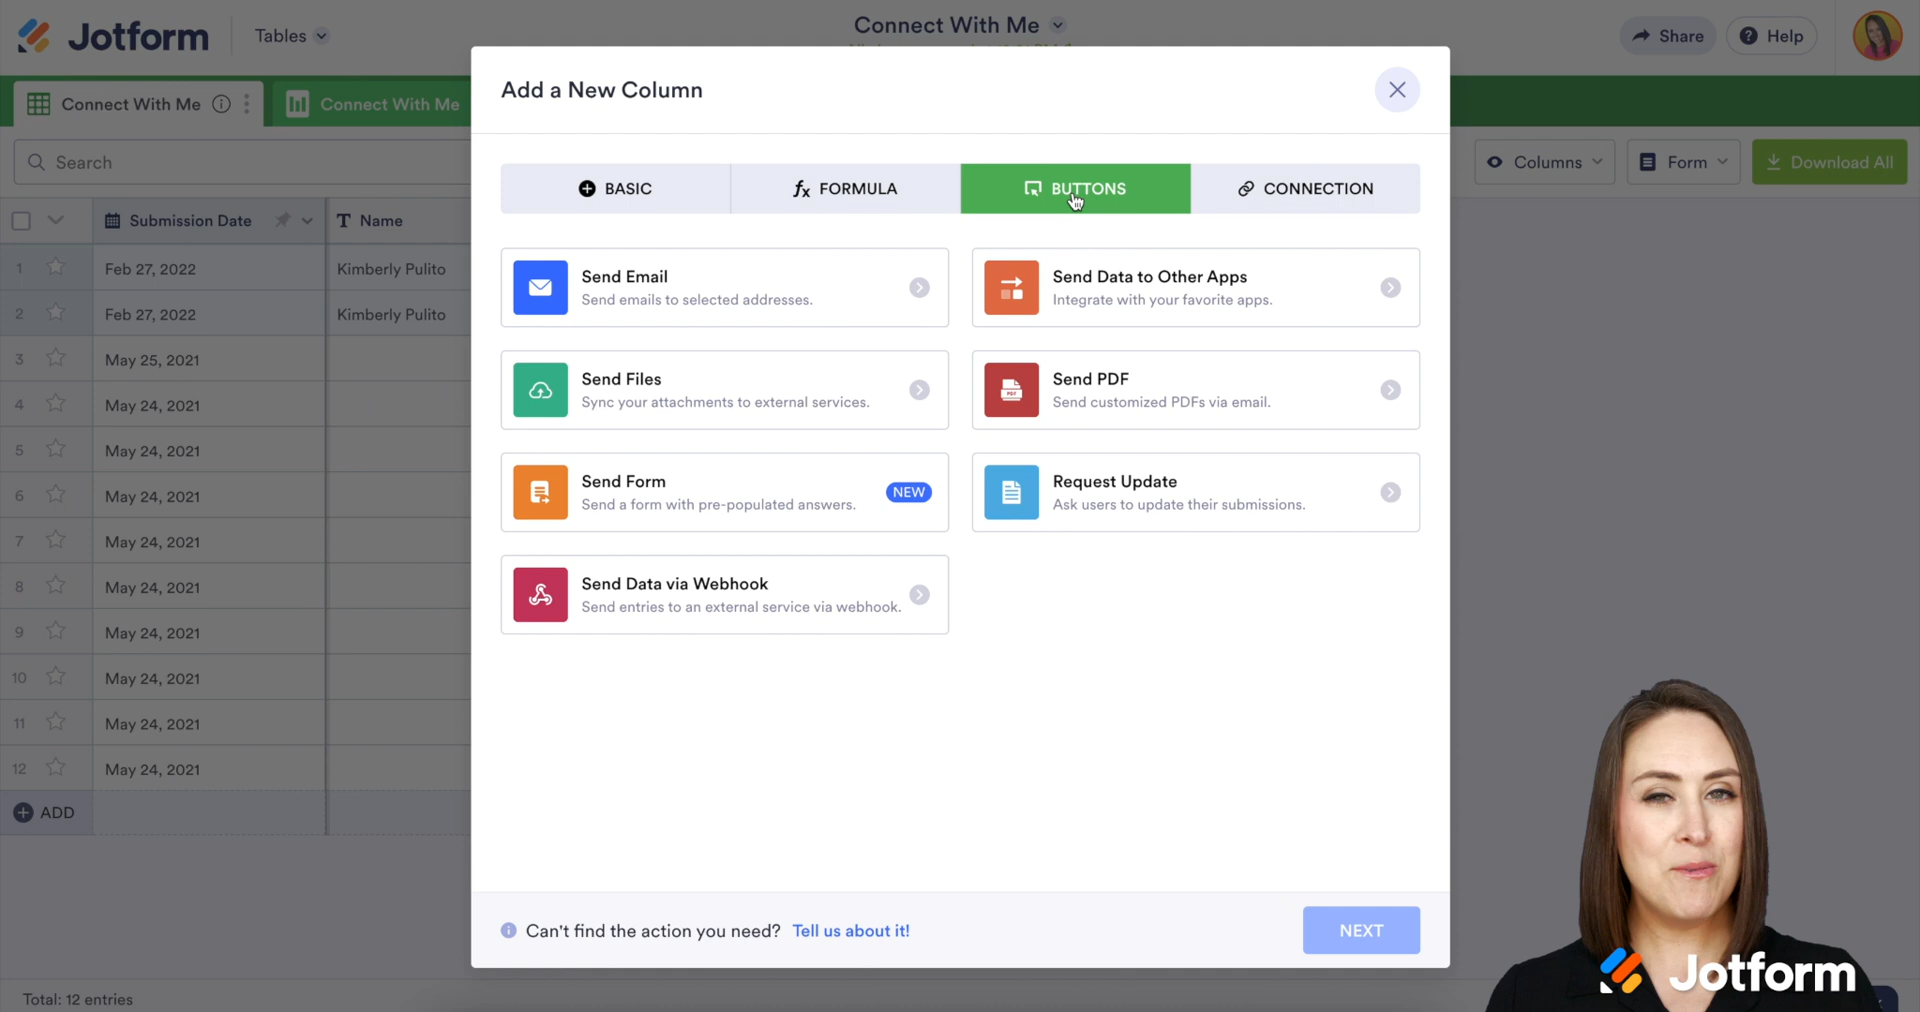 Jotform
Tables
Connect With Me
Share
Help
Connect With Me
Connect With Me
Search
Columns
Form
Download All
Submission Date
Name
1 Feb 27, 2022 Kimberly Pulito
2 Feb 27, 2022 Kimberly Pulito
3 May 25, 2021
4 May 24, 2021
5 May 24, 2021
6 May 24, 2021
7 May 24, 2021
8 May 24, 2021
9 May 24, 2021
10 May 24, 2021
11 May 24, 2021
12 May 24, 2021
ADD
Total: 12 entries
Add a New Column
BASIC
FORMULA
BUTTONS
CONNECTION
Send Email
Send emails to selected addresses.
Send Data to Other Apps
Integrate with your favorite apps.
Send Files
Sync your attachments to external services.
PDF
Send PDF
Send customized PDFs via email.
Send Form
Send a form with pre-populated answers.
NEW
Request Update
Ask users to update their submissions.
Send Data via Webhook
Send entries to an external service via webhook.
Can't find the action you need? Tell us about it!
NEXT
Jotform